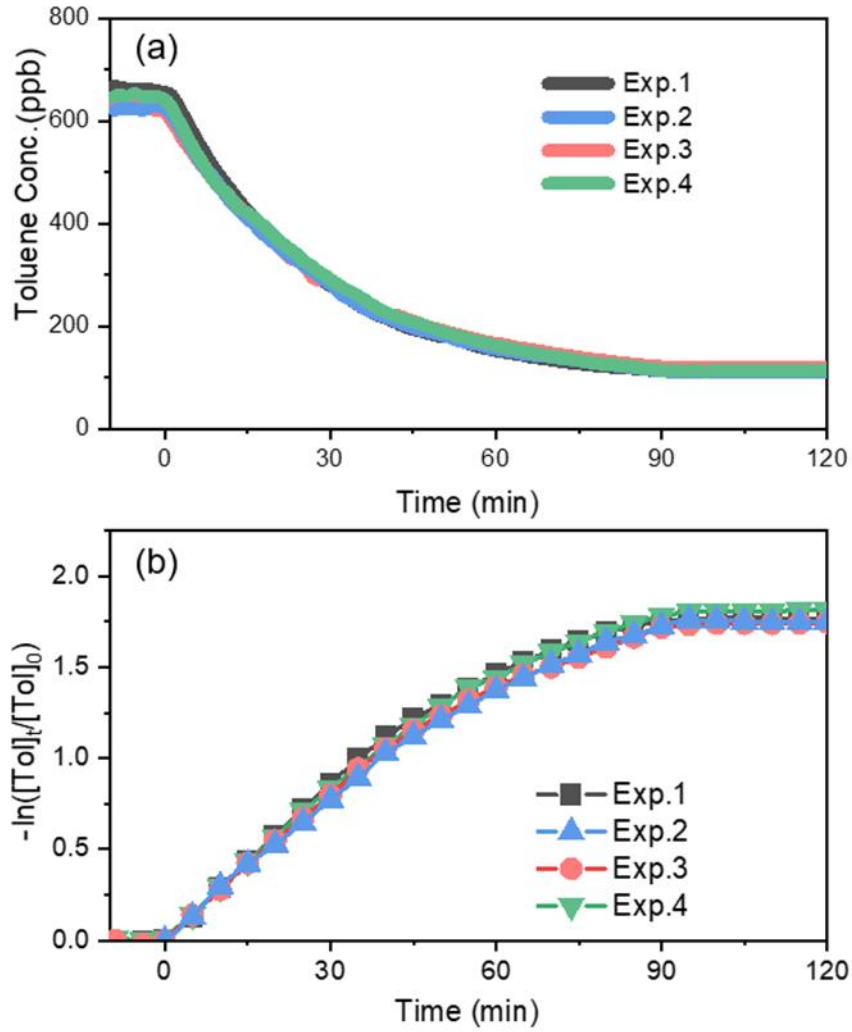 (a)
800
600
400
200
0
Toluene Conc.(ppb)
Exp.1
Exp.2
Exp.3
Exp.4
0 30 60 90 120
Time (min)
(b)
2.0
1.5
1.0
0.5
0.0
-ln([Tol]t/[Tol]0)
Exp.1
Exp.2
Exp.3
Exp.4
0 30 60 90 120
Time (min)